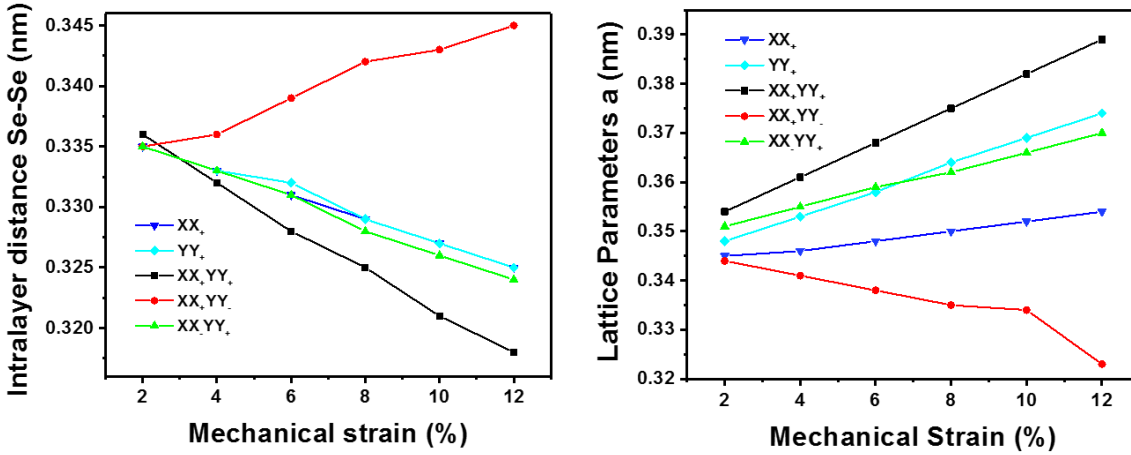 Intralayer distance Se-Se (nm)
0.345
0.340
0.335
0.330
0.325
0.320
XX+
YY+
XX+YY+
XX+YY-
XX-YY+
2 4 6 8 10 12
Mechanical strain (%)
Lattice Parameters a (nm)
0.39
0.38
0.37
0.36
0.35
0.34
0.33
0.32
XX+
YY+
XX+YY+
XX+YY-
XX-YY+
2 4 6 8 10 12
Mechanical Strain (%)